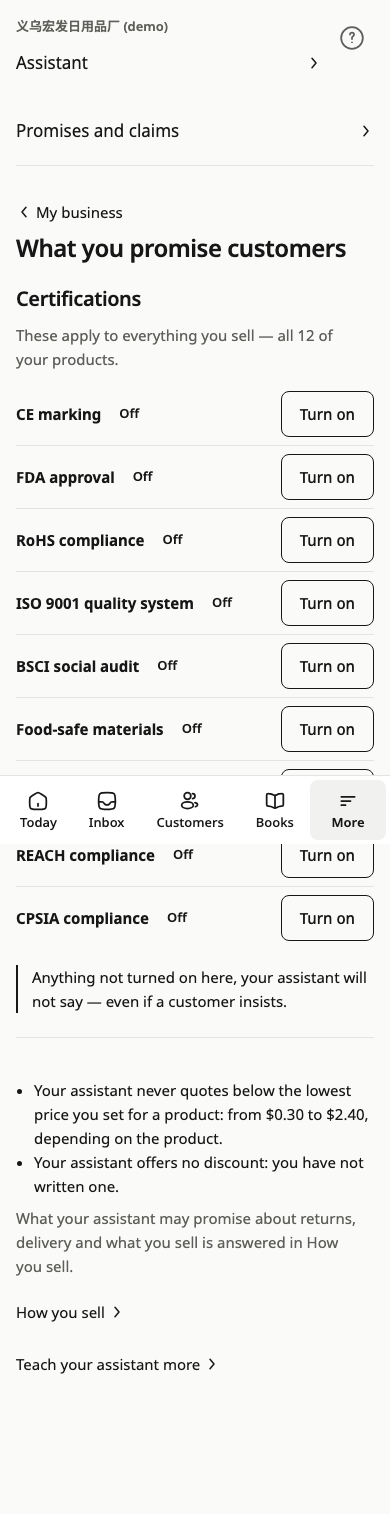 义乌宏发日用品厂 (demo)
Assistant
Promises and claims
My business
What you promise customers
Certifications
These apply to everything you sell — all 12 of
your products.
CE marking Off Turn on
FDA approval Off Turn on
RoHS compliance Off Turn on
ISO 9001 quality system Off Turn on
BSCI social audit Off Turn on
Food-safe materials Off Turn on
Today Inbox Customers Books More
REACH compliance Off Turn on
CPSIA compliance Off Turn on
Anything not turned on here, your assistant will
not say — even if a customer insists.
• Your assistant never quotes below the lowest
price you set for a product: from $0.30 to $2.40,
depending on the product.
• Your assistant offers no discount: you have not
written one.
What your assistant may promise about returns,
delivery and what you sell is answered in How
you sell.
How you sell
Teach your assistant more